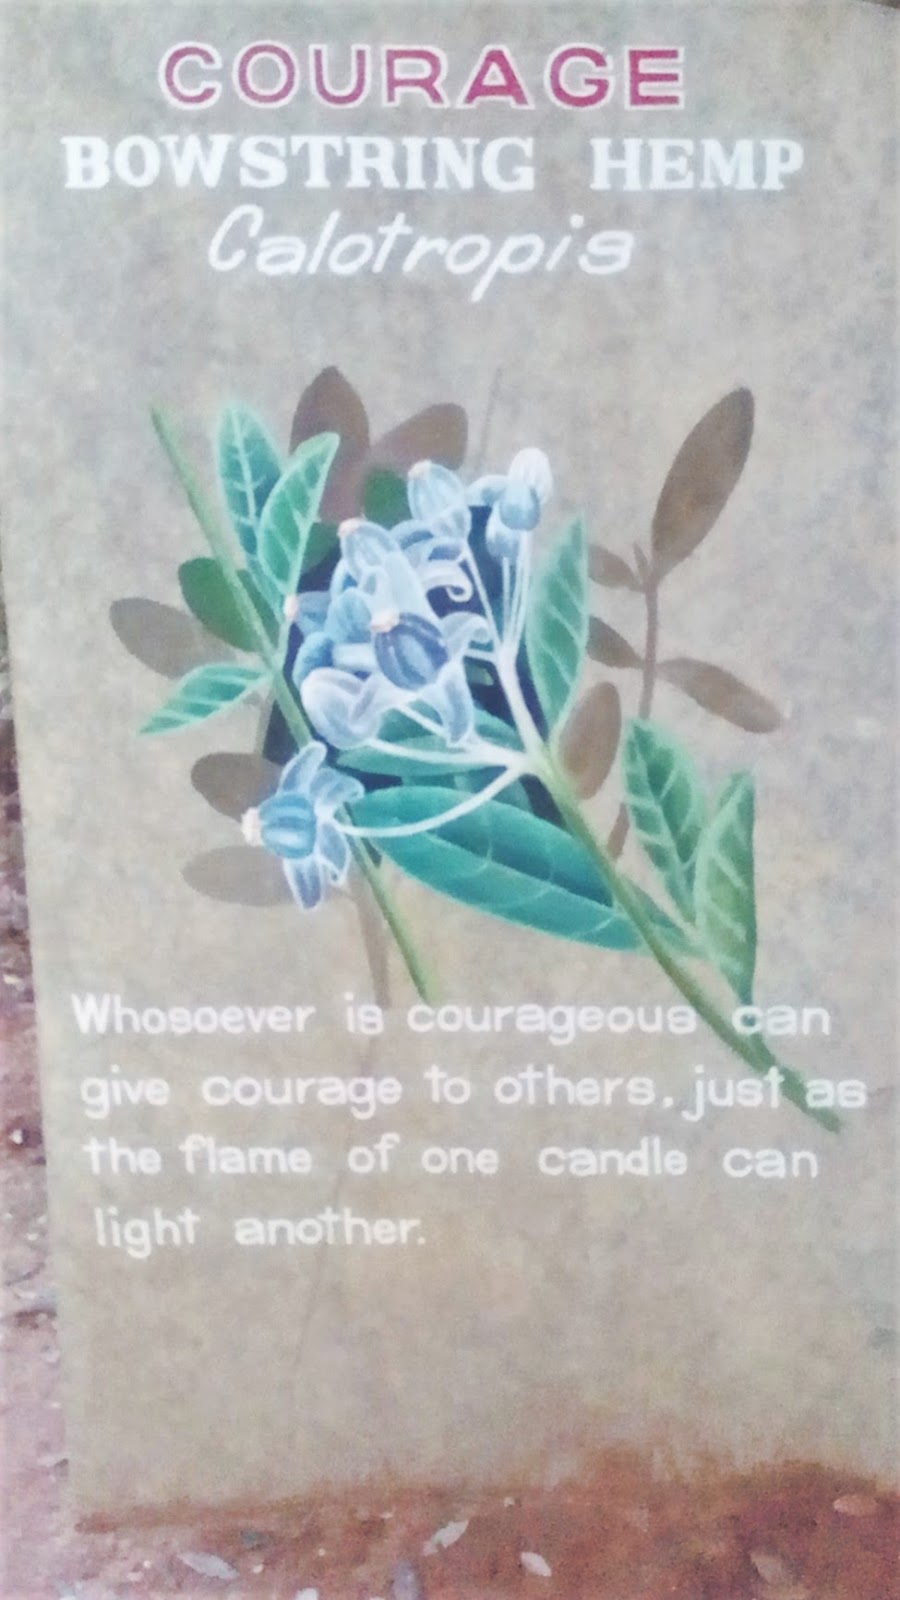 COURAGE
BOWSTRING HEMP
Calotropis
Whosoever is courageous can
give courage to others, just as
the flame of one candle can
light another.